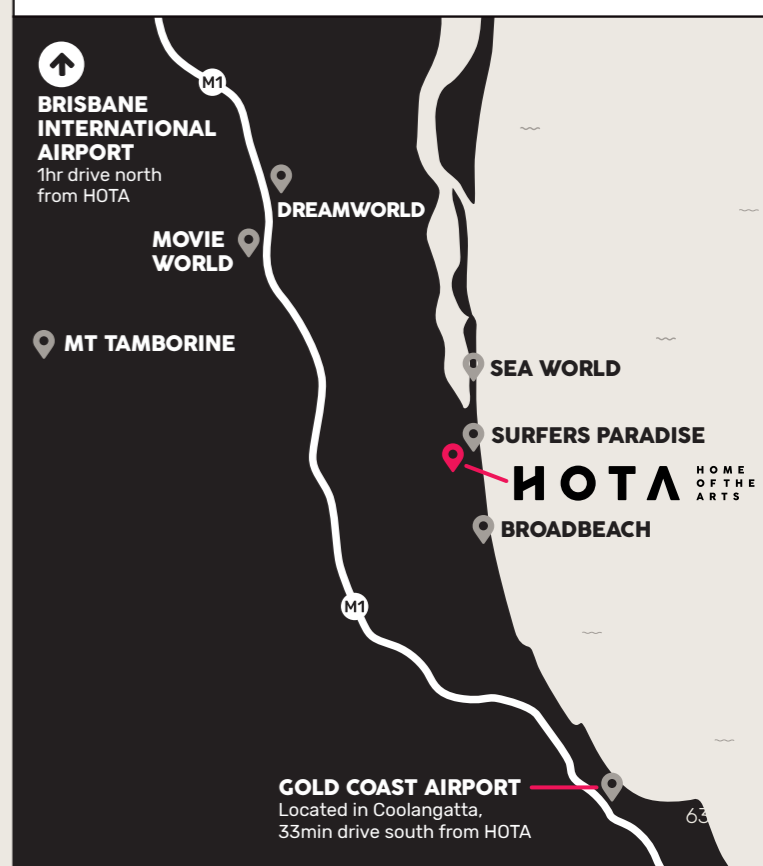 M1
BRISBANE
INTERNATIONAL
AIRPORT
1hr drive north
from HOTA
DREAMWORLD
MOVIE
WORLD
MT TAMBORINE
SEA WORLD
SURFERS PARADISE
HOTA
HOME
OF THE
ARTS
BROADBEACH
M1
GOLD COAST AIRPORT
Located in Coolangatta,
33min drive south from HOTA
63